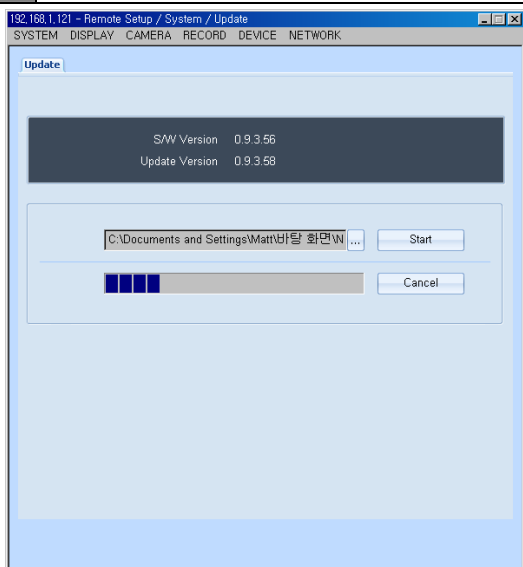 192,168,1,121 - Remote Setup / System / Update
SYSTEM DISPLAY CAMERA RECORD DEVICE NETWORK
Update
S/W Version 0.9.3.56
Update Version 0.9.3.58
C:\Documents and Settings\Matt\바탕 화면\N ... Start
Cancel